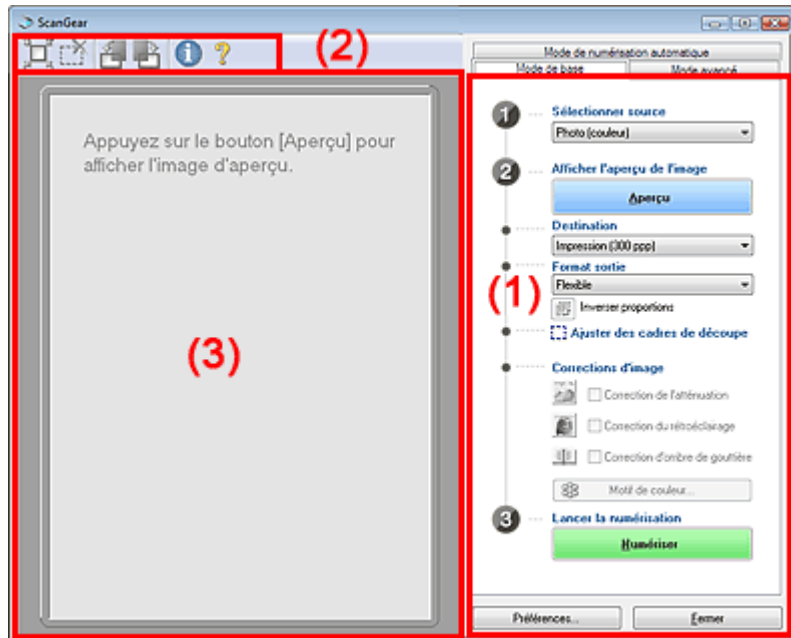 ScanGear
(2)
Mode de numérisation automatique
Mode de base
Mode avancé
Appuyez sur le bouton [Aperçu] pour
afficher l'image d'aperçu.
(3)
(1)
1 Sélectionner source
Photo (couleur)
2 Afficher l'aperçu de l'image
Aperçu
Destination
Impression (300 ppp)
Format sortie
Flexible
Inverser proportions
Ajuster des cadres de découpe
Corrections d'image
Correction de l'atténuation
Correction du rétroéclairage
Correction d'ombre de gouttière
Motif de couleur...
3 Lancer la numérisation
Numériser
Préférences...
Fermer